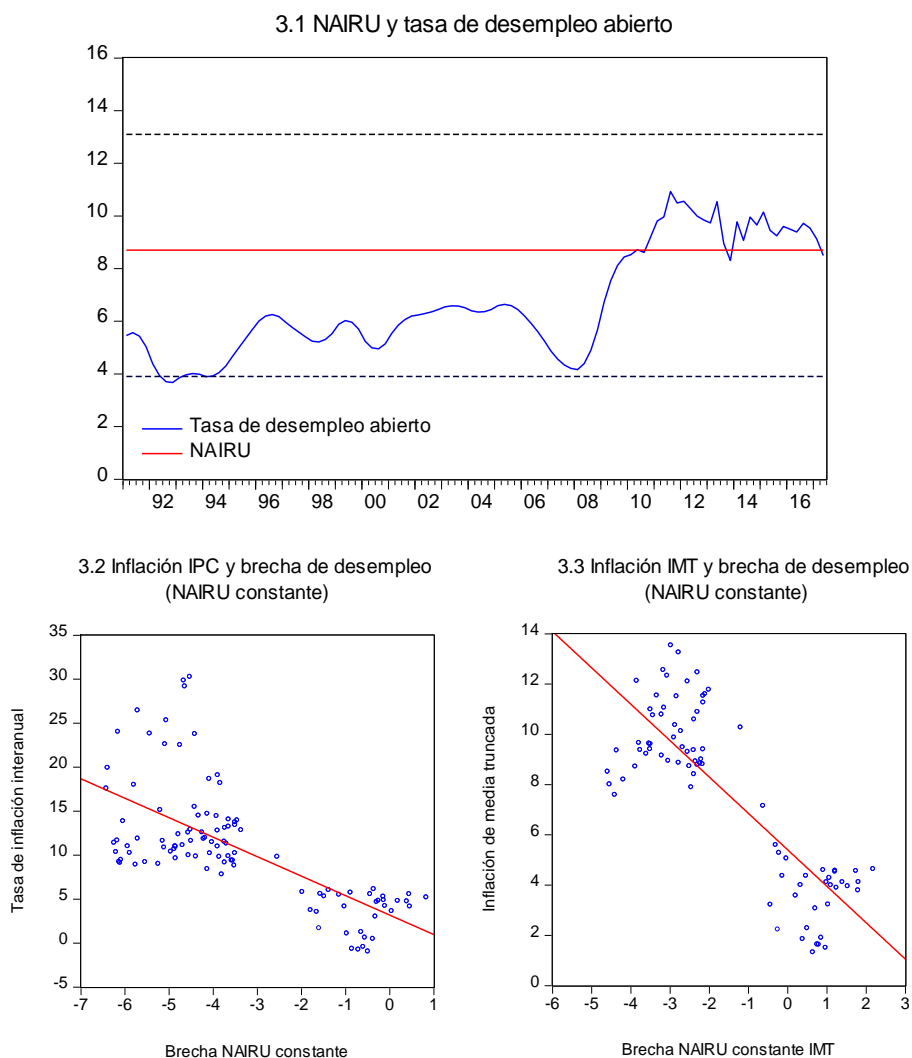 3.1 NAIRU y tasa de desempleo abierto
16
14
12
10
8
6
4
2
0
Tasa de desempleo abierto
NAIRU
92 94 96 98 00 02 04 06 08 10 12 14 16
3.2 Inflación IPC y brecha de desempleo
(NAIRU constante)
35
30
25
20
15
10
5
0
-5
Tasa de inflación interanual
-7 -6 -5 -4 -3 -2 -1 0 1
Brecha NAIRU constante
3.3 Inflación IMT y brecha de desempleo
(NAIRU constante)
14
12
10
8
6
4
2
0
Inflación de media truncada
-6 -5 -4 -3 -2 -1 0 1 2 3
Brecha NAIRU constante IMT